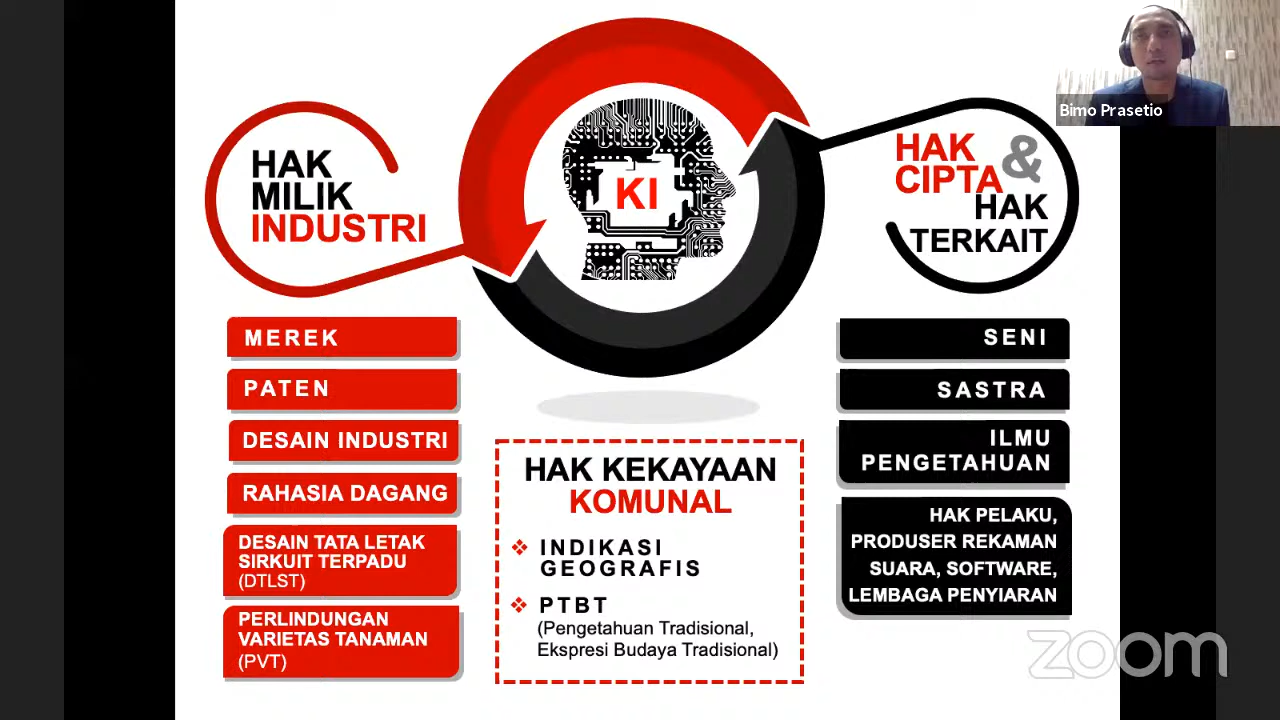 HAK
MILIK
INDUSTRI
MEREK
PATEN
DESAIN INDUSTRI
RAHASIA DAGANG
DESAIN TATA LETAK
SIRKUIT TERPADU
(DTLST)
PERLINDUNGAN
VARIETAS TANAMAN
(PVT)
KI
HAK KEKAYAAN
KOMUNAL
❖ INDIKASI
GEOGRAFIS
❖ PTBT
(Pengetahuan Tradisional,
Ekspresi Budaya Tradisional)
HAK &
CIPTA
HAK
TERKAIT
SENI
SASTRA
ILMU
PENGETAHUAN
HAK PELAKU,
PRODUSER REKAMAN
SUARA, SOFTWARE,
LEMBAGA PENYIARAN
Bimo Prasetio
zoom